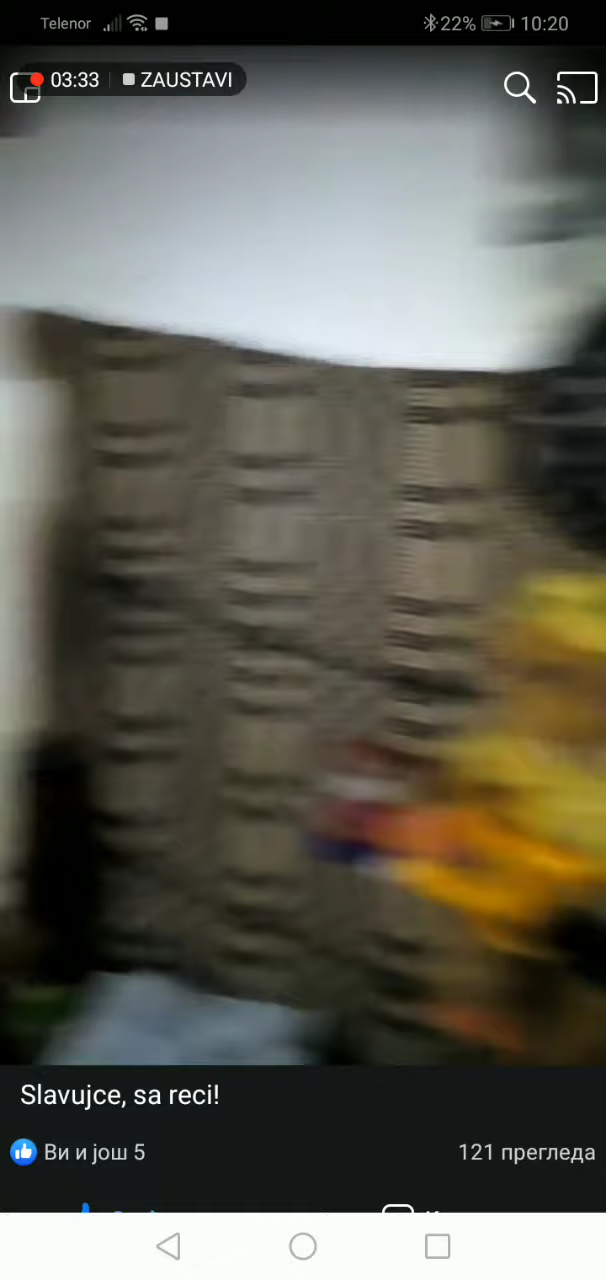 Telenor 22% 10:20
03:33 ZAUSTAVI
Slavujce, sa reci!
Ви и још 5 121 прегледа